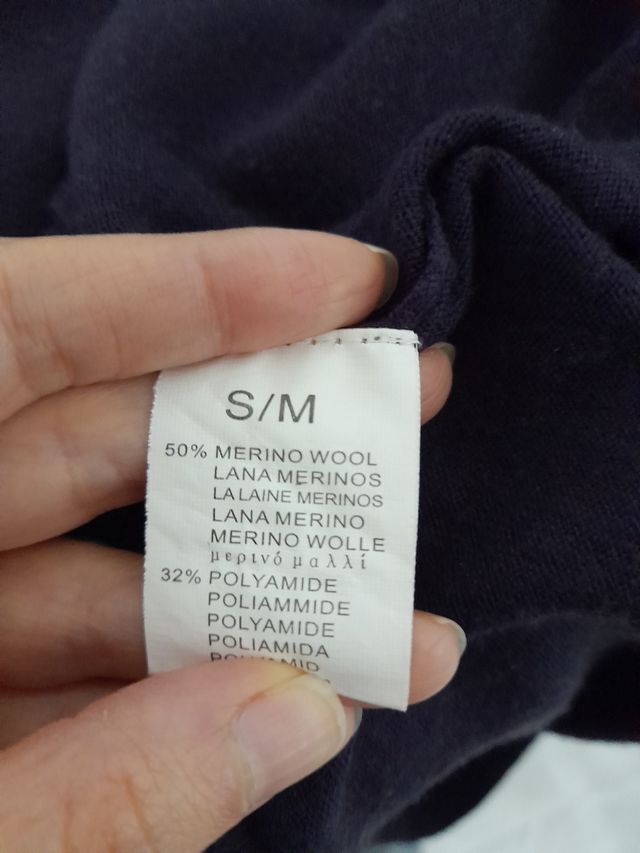 S/M
50% MERINO WOOL
LANA MERINOS
LA LAINE MERINOS
LANA MERINO
MERINO WOLLE
μερινό μαλλί
32% POLYAMIDE
POLIAMMIDE
POLYAMIDE
POLIAMIDA
POLYAMID